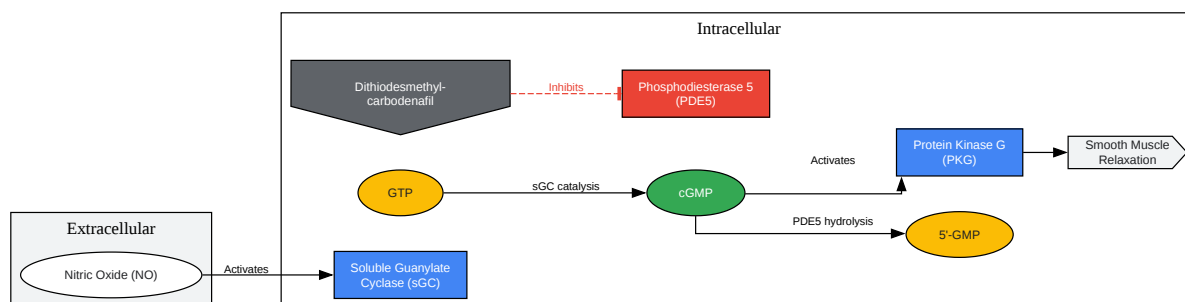 Intracellular
Dithiodesmethyl-
carbodenafil
Inhibits
Phosphodiesterase 5
(PDE5)
Activates
Protein Kinase G
(PKG)
Smooth Muscle
Relaxation
GTP
sGC catalysis
cGMP
PDE5 hydrolysis
5'-GMP
Extracellular
Nitric Oxide (NO)
Activates
Soluble Guanylate
Cyclase (sGC)